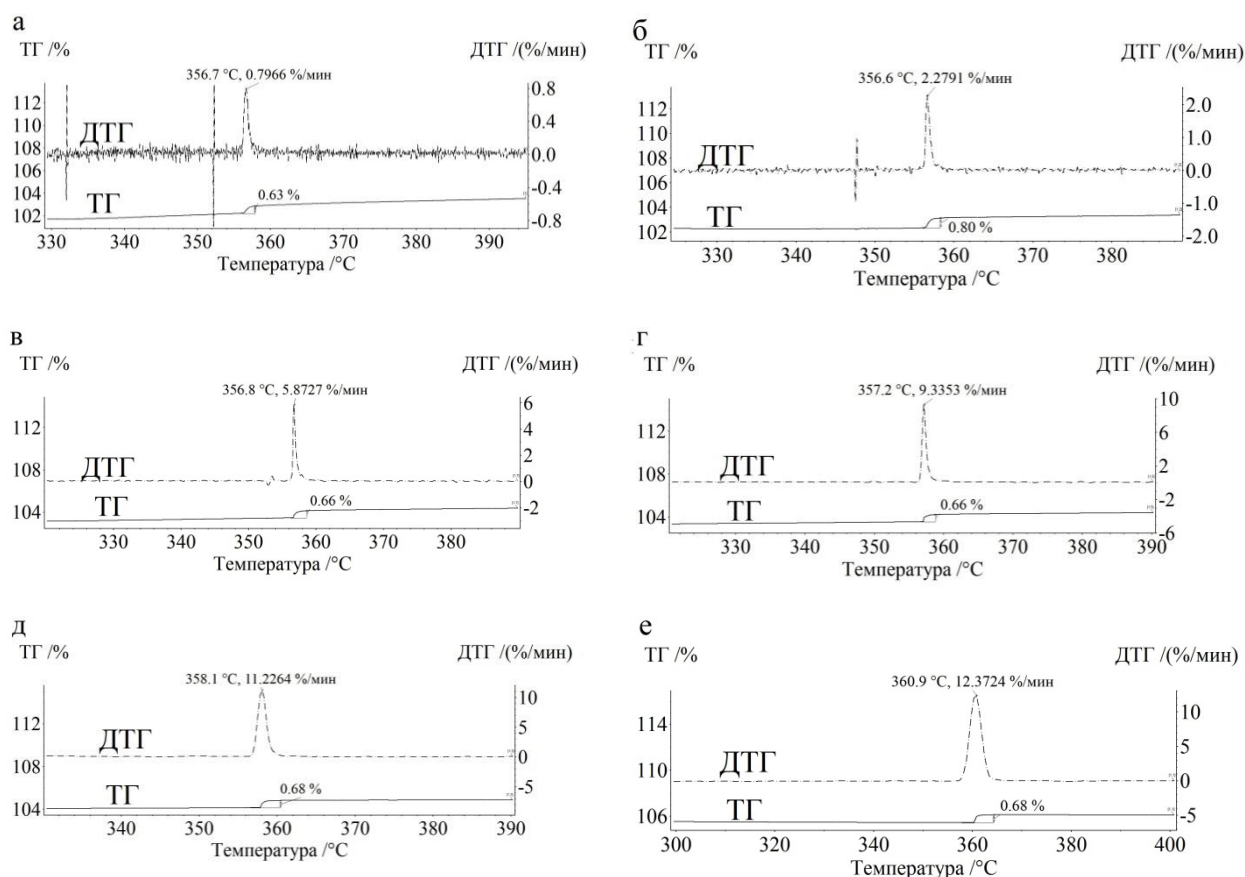 а
ТГ /%
ДТГ /(%/мин)
356.7 °C, 0.7966 %/мин
112
110
108
106
104
102
0.8
0.4
0.0
-0.4
-0.8
ДТГ
ТГ
0.63 %
330 340 350 360 370 380 390
Температура /°C
б
ТГ /%
ДТГ /(%/мин)
356.6 °C, 2.2791 %/мин
112
110
108
106
104
102
2.0
1.0
0.0
-1.0
-2.0
ДТГ
ТГ
0.80 %
330 340 350 360 370 380
Температура /°C
в
ТГ /%
ДТГ /(%/мин)
356.8 °C, 5.8727 %/мин
112
108
104
6
4
2
0
-2
ДТГ
ТГ
0.66 %
330 340 350 360 370 380
Температура /°C
г
ТГ /%
ДТГ /(%/мин)
357.2 °C, 9.3353 %/мин
112
108
104
10
8
2
-2
-6
ДТГ
ТГ
0.66 %
330 340 350 360 370 380 390
Температура /°C
д
ТГ /%
ДТГ /(%/мин)
358.1 °C, 11.2264 %/мин
112
108
104
10
5
0
-5
ДТГ
ТГ
0.68 %
340 350 360 370 380 390
Температура /°C
е
ТГ /%
ДТГ /(%/мин)
360.9 °C, 12.3724 %/мин
114
110
106
10
5
0
-5
ДТГ
ТГ
0.68 %
300 320 340 360 380 400
Температура /°C